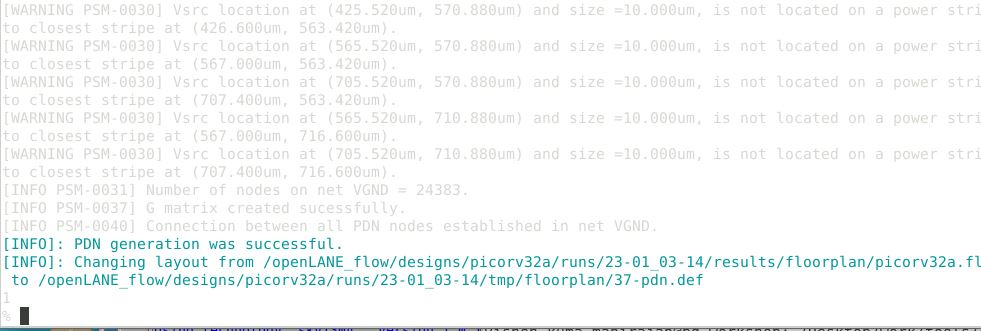 [WARNING PSM-0030] Vsrc location at (425.520um, 570.880um) and size =10.000um, is not located on a power stri
to closest stripe at (426.600um, 563.420um).
[WARNING PSM-0030] Vsrc location at (565.520um, 570.880um) and size =10.000um, is not located on a power stri
to closest stripe at (567.000um, 563.420um).
[WARNING PSM-0030] Vsrc location at (705.520um, 570.880um) and size =10.000um, is not located on a power stri
to closest stripe at (707.400um, 563.420um).
[WARNING PSM-0030] Vsrc location at (565.520um, 710.880um) and size =10.000um, is not located on a power stri
to closest stripe at (567.000um, 716.600um).
[WARNING PSM-0030] Vsrc location at (705.520um, 710.880um) and size =10.000um, is not located on a power stri
to closest stripe at (707.400um, 716.600um).
[INFO PSM-0031] Number of nodes on net VGND = 24383.
[INFO PSM-0037] G matrix created sucessfully.
[INFO PSM-0040] Connection between all PDN nodes established in net VGND.
[INFO]: PDN generation was successful.
[INFO]: Changing layout from /openLANE_flow/designs/picorv32a/runs/23-01_03-14/results/floorplan/picorv32a.fl
to /openLANE_flow/designs/picorv32a/runs/23-01_03-14/tmp/floorplan/37-pdn.def
1
%